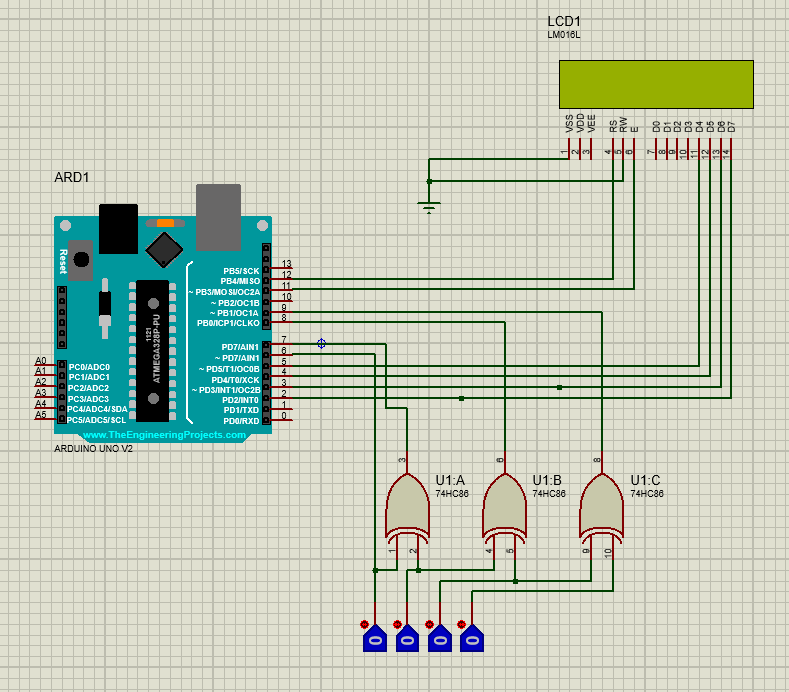 LCD1
LM016L
VSS
VDD
VEE
RS
RW
E
D0
D1
D2
D3
D4
D5
D6
D7
1
2
3
4
5
6
7
8
9
10
11
12
13
14
ARD1
Reset
1121
ATMEGA328P-PU
PB5/SCK 13
PB4/MISO 12
~ PB3/MOSI/OC2A 11
~ PB2/OC1B 10
~ PB1/OC1A 9
PB0/ICP1/CLKO 8
PD7/AIN1 7
~ PD7/AIN1 6
~ PD5/T1/OC0B 5
PD4/T0/XCK 4
~ PD3/INT1/OC2B 3
PD2/INT0 2
PD1/TXD 1
PD0/RXD 0
A0 PC0/ADC0
A1 PC1/ADC1
A2 PC2/ADC2
A3 PC3/ADC3
A4 PC4/ADC4/SDA
A5 PC5/ADC5/SCL
www.TheEngineeringProjects.com
ARDUINO UNO V2
3
6
8
U1:A
74HC86
U1:B
74HC86
U1:C
74HC86
1
2
4
5
9
10
0
0
0
0